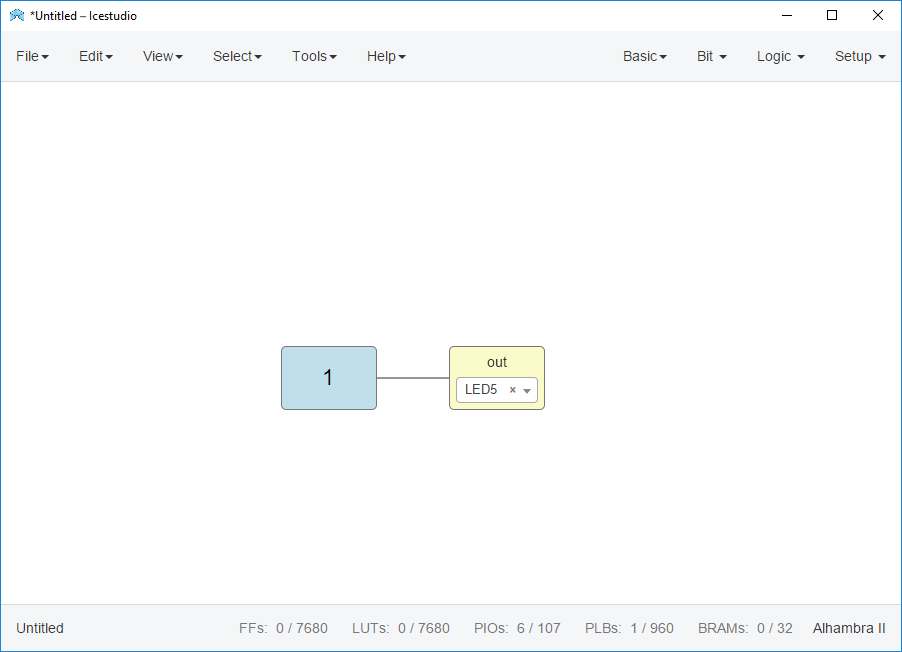 *Untitled – Icestudio
File Edit View Select Tools Help Basic Bit Logic Setup
1
out
LED5 ×
Untitled FFs: 0 / 7680 LUTs: 0 / 7680 PIOs: 6 / 107 PLBs: 1 / 960 BRAMs: 0 / 32 Alhambra II